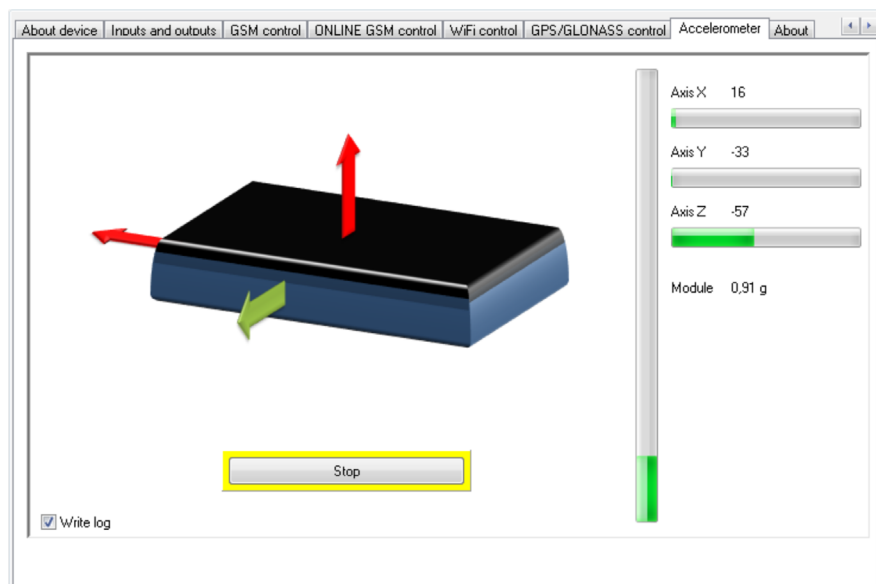 About device Inputs and outputs GSM control ONLINE GSM control WiFi control GPS/GLONASS control Accelerometer About
Axis X 16
Axis Y -33
Axis Z -57
Module 0,91 g
Stop
Write log